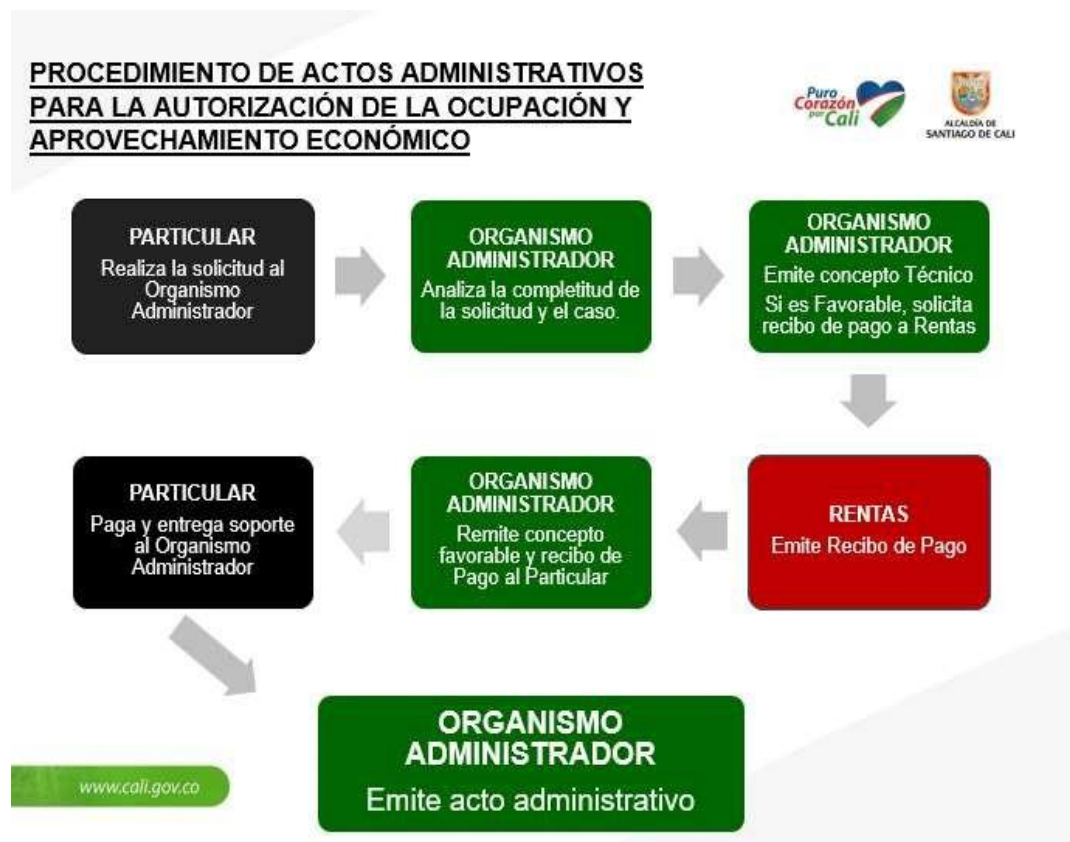 PROCEDIMIENTO DE ACTOS ADMINISTRATIVOS
PARA LA AUTORIZACIÓN DE LA OCUPACIÓN Y
APROVECHAMIENTO ECONÓMICO
Puro
Corazón
por
Cali
ALCALDÍA DE
SANTIAGO DE CALI
PARTICULAR
Realiza la solicitud al
Organismo
Administrador
ORGANISMO
ADMINISTRADOR
Analiza la completitud de
la solicitud y el caso.
ORGANISMO
ADMINISTRADOR
Emite concepto Técnico
Si es Favorable, solicita
recibo de pago a Rentas
RENTAS
Emite Recibo de Pago
ORGANISMO
ADMINISTRADOR
Remite concepto
favorable y recibo de
Pago al Particular
PARTICULAR
Paga y entrega soporte
al Organismo
Administrador
ORGANISMO
ADMINISTRADOR
Emite acto administrativo
www.cali.gov.co